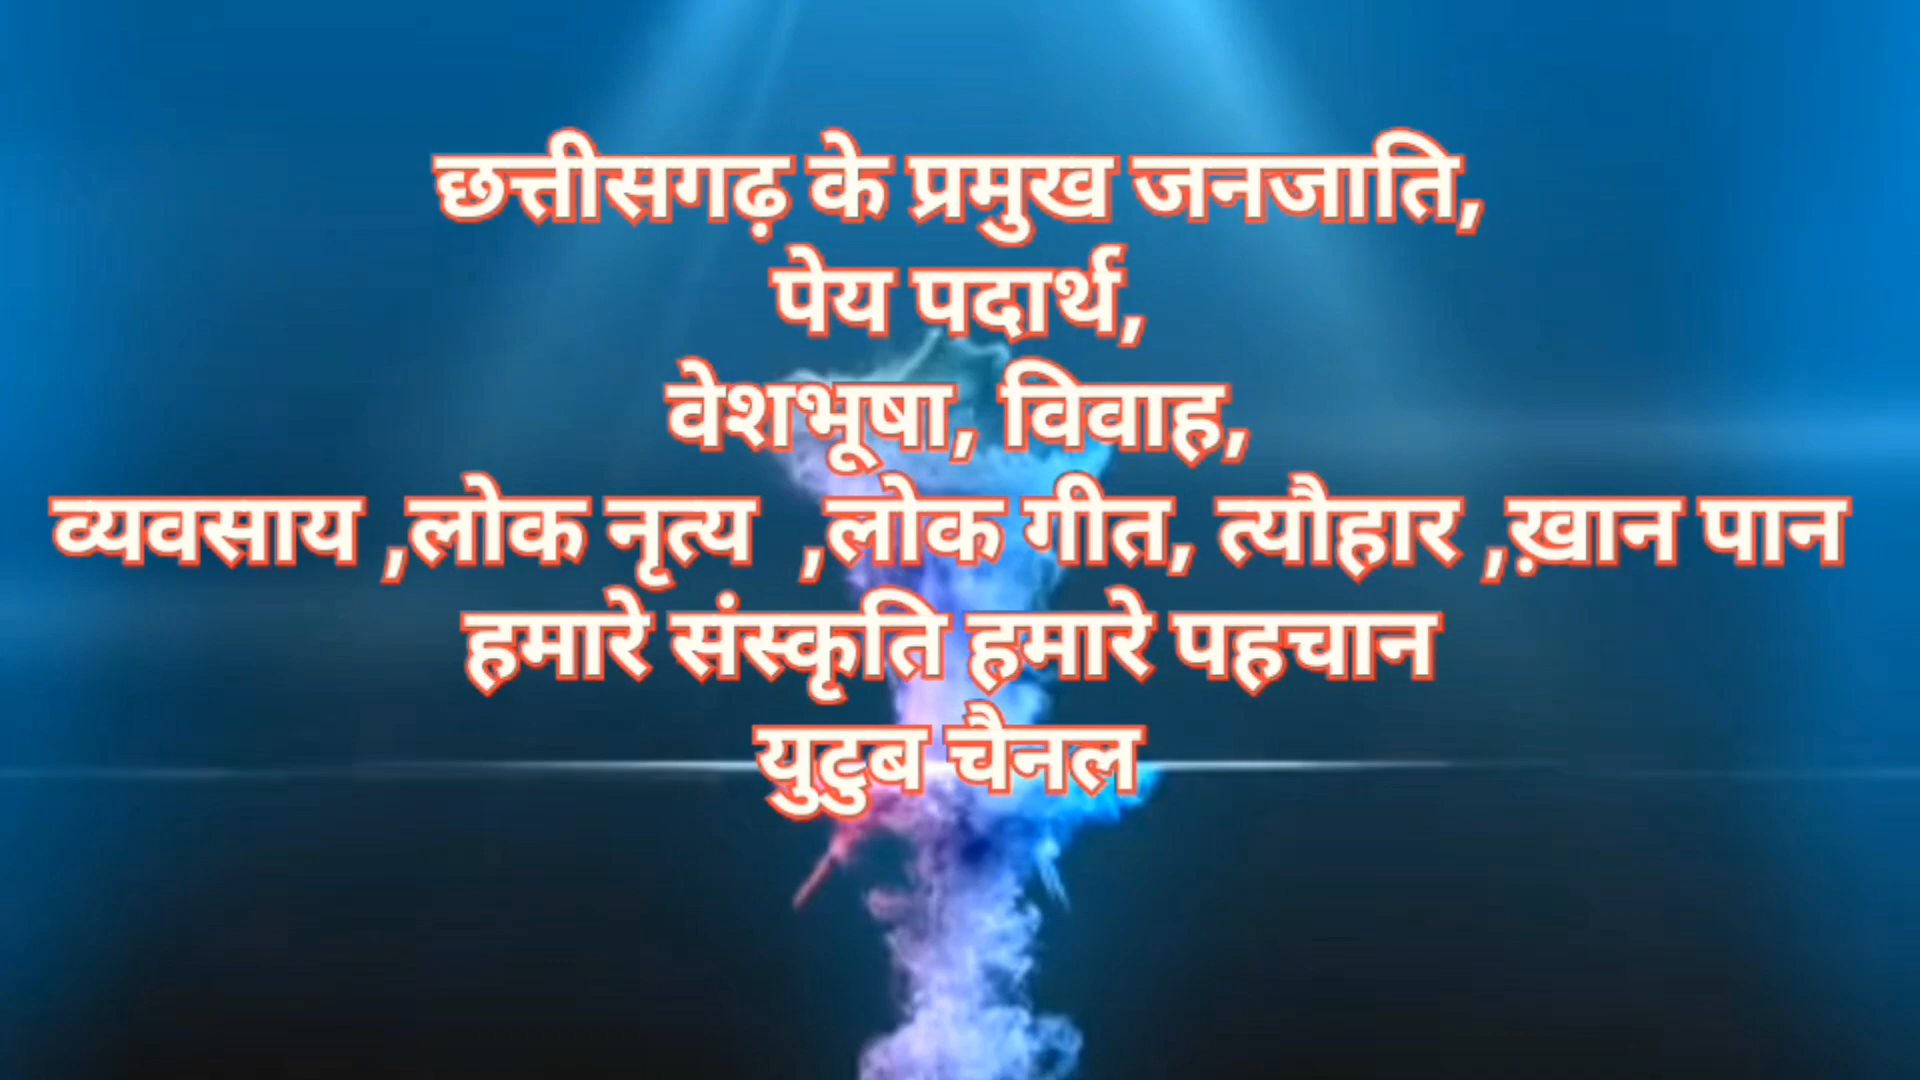 छत्तीसगढ़ के प्रमुख जनजाति,
पेय पदार्थ,
वेशभूषा, विवाह,
व्यवसाय ,लोक नृत्य ,लोक गीत, त्यौहार ,ख़ान पान
हमारे संस्कृति हमारे पहचान
युटुब चैनल